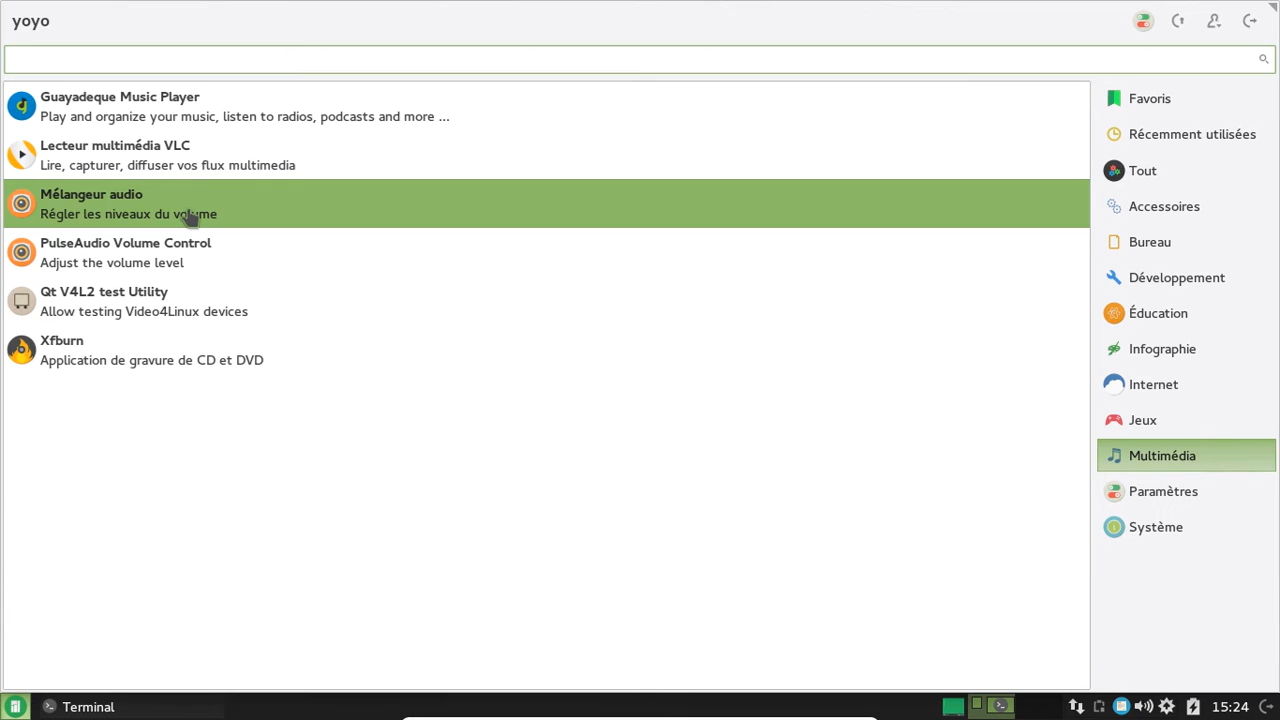 yoyo
Guayadeque Music Player
Play and organize your music, listen to radios, podcasts and more ...
Lecteur multimédia VLC
Lire, capturer, diffuser vos flux multimedia
Mélangeur audio
Régler les niveaux du volume
PulseAudio Volume Control
Adjust the volume level
Qt V4L2 test Utility
Allow testing Video4Linux devices
Xfburn
Application de gravure de CD et DVD
Favoris
Récemment utilisées
Tout
Accessoires
Bureau
Développement
Éducation
Infographie
Internet
Jeux
Multimédia
Paramètres
Système
Terminal
15:24